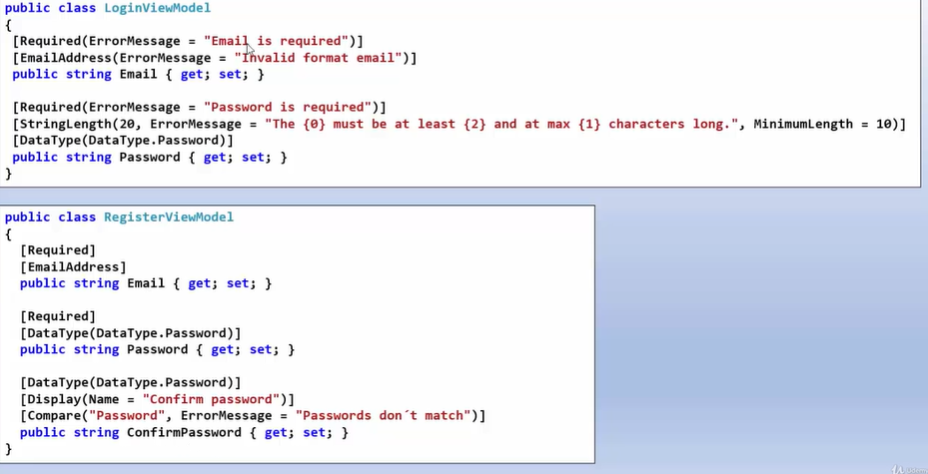 public class LoginViewModel
{
[Required(ErrorMessage = "Email is required")]
[EmailAddress(ErrorMessage = "Invalid format email")]
public string Email { get; set; }
[Required(ErrorMessage = "Password is required")]
[StringLength(20, ErrorMessage = "The {0} must be at least {2} and at max {1} characters long.", MinimumLength = 10)]
[DataType(DataType.Password)]
public string Password { get; set; }
}
public class RegisterViewModel
{
[Required]
[EmailAddress]
public string Email { get; set; }
[Required]
[DataType(DataType.Password)]
public string Password { get; set; }
[DataType(DataType.Password)]
[Display(Name = "Confirm password")]
[Compare("Password", ErrorMessage = "Passwords don´t match")]
public string ConfirmPassword { get; set; }
}